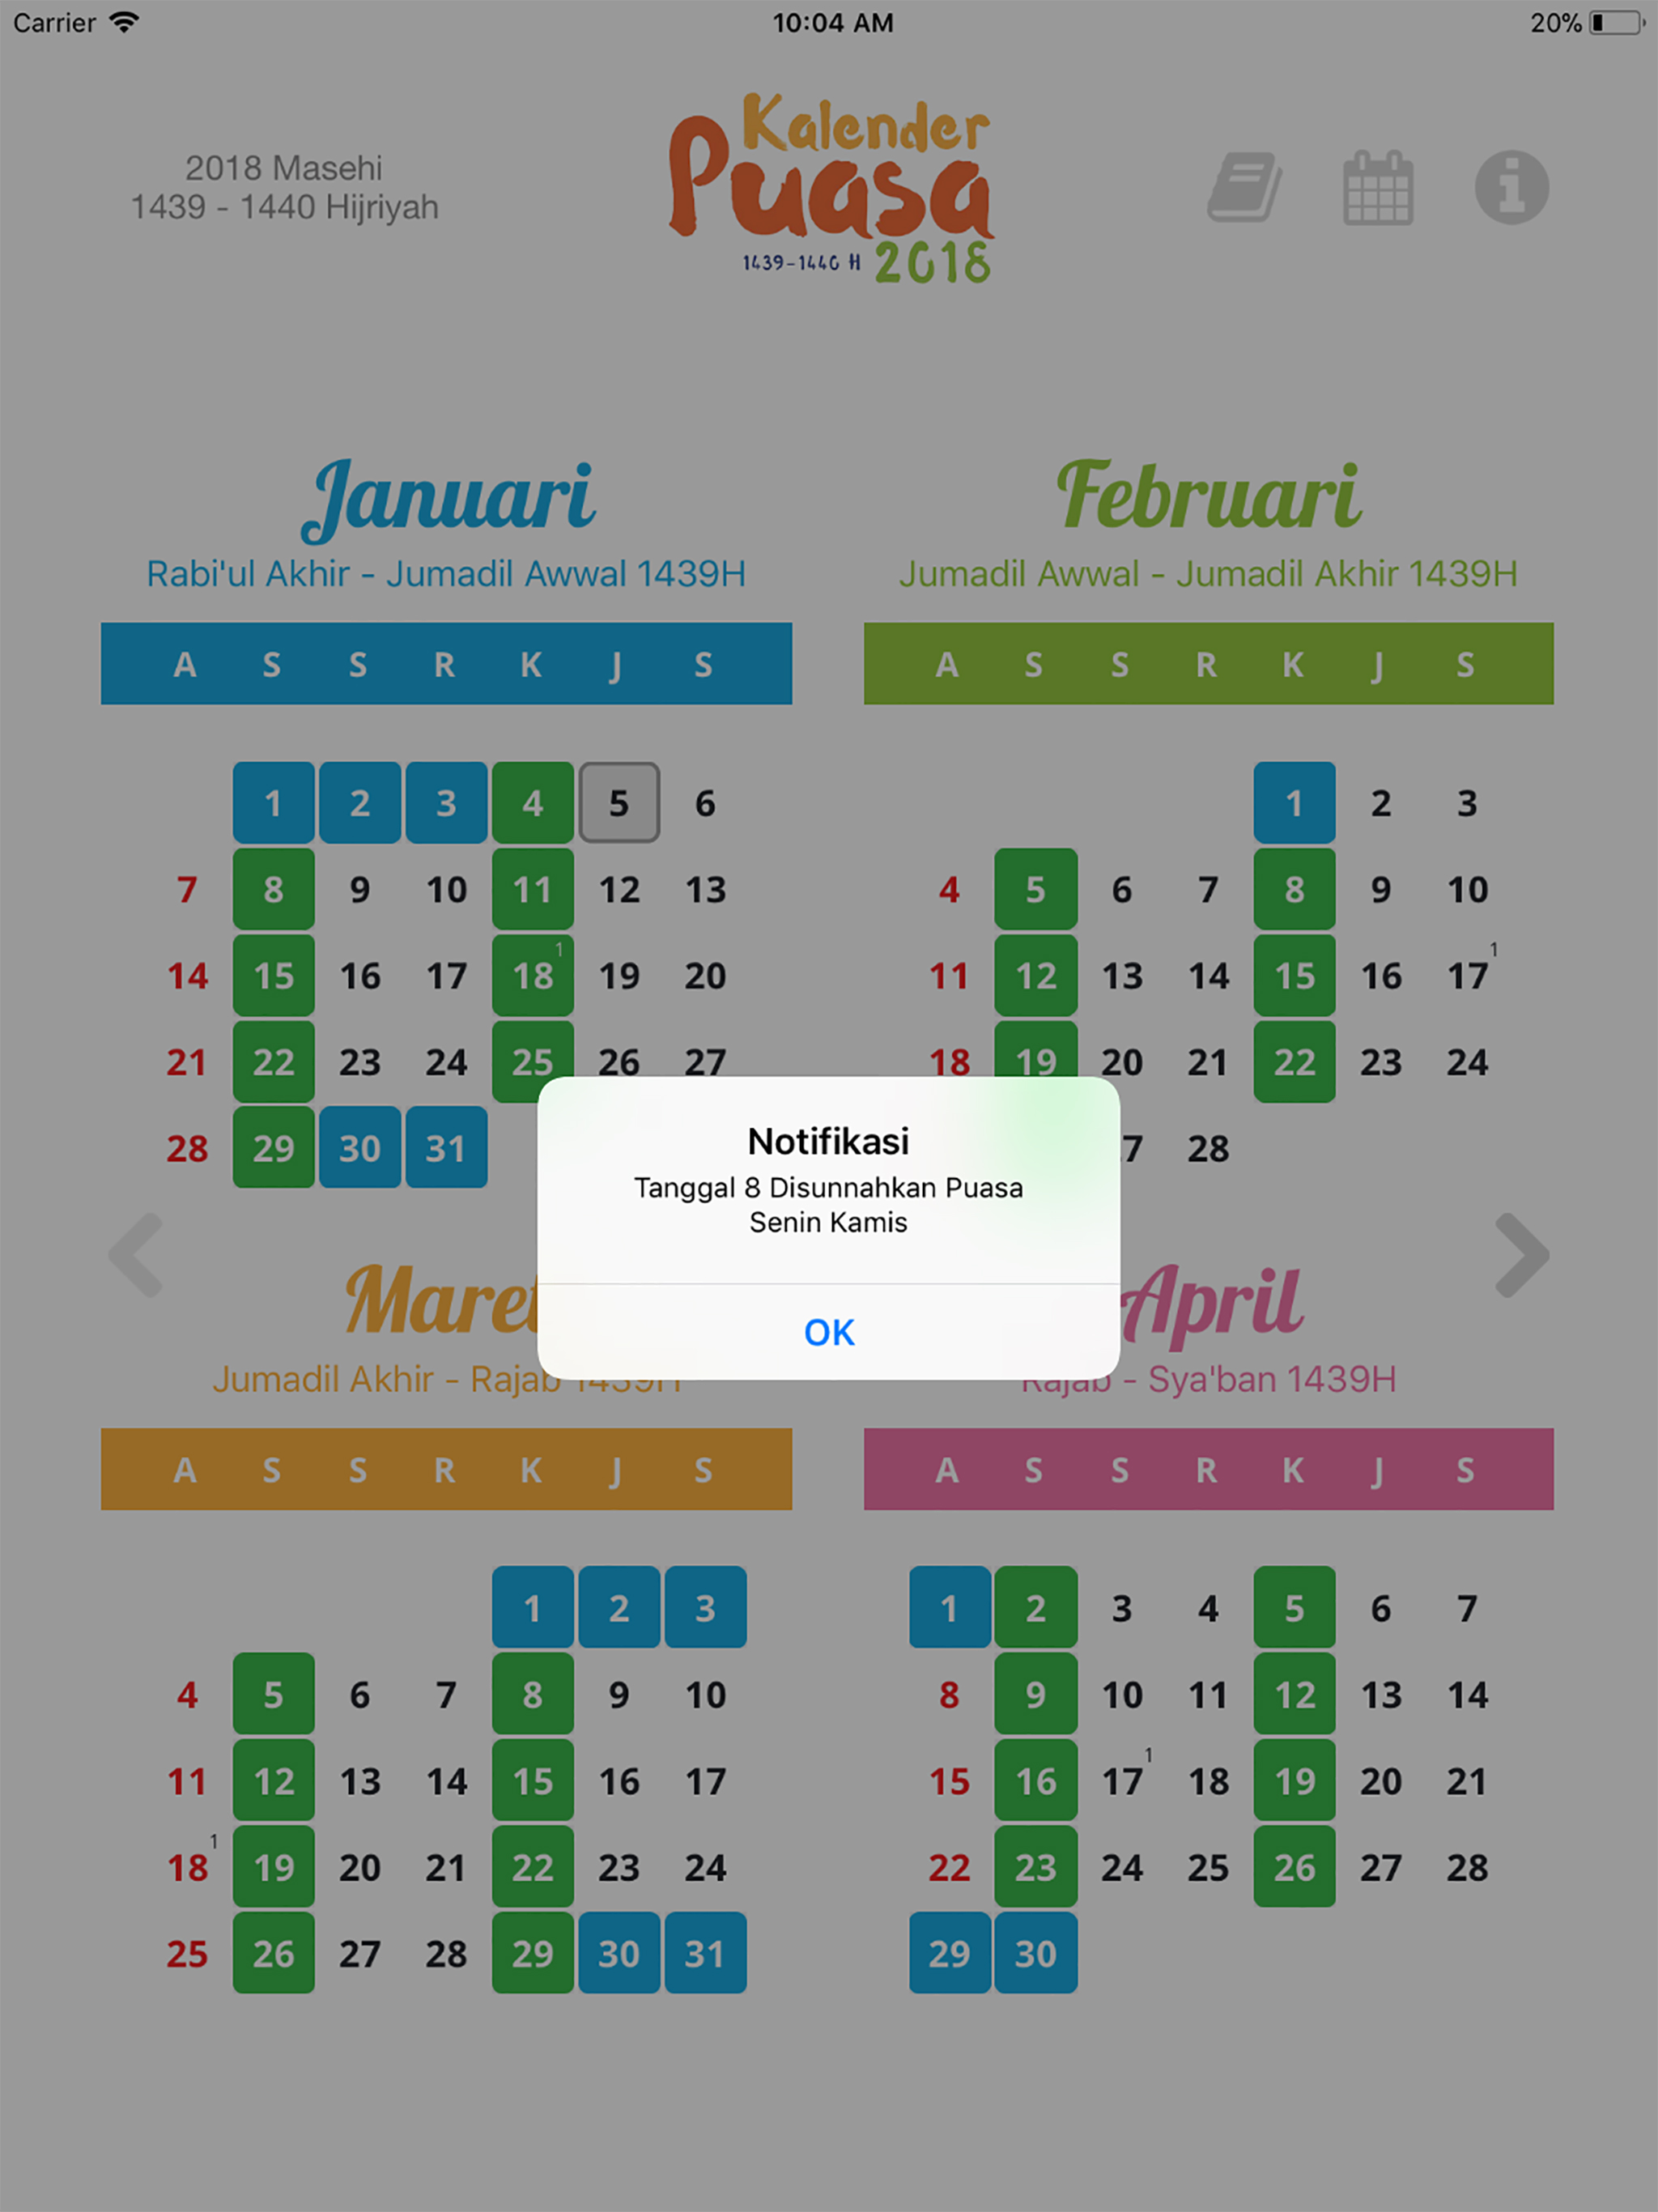 Carrier
10:04 AM
20%
2018 Masehi
1439 - 1440 Hijriyah
Kalender
Puasa
1439-1440 H 2018
Januari
Rabi'ul Akhir - Jumadil Awwal 1439H
A S S R K J S
1 2 3 4 5 6
7 8 9 10 11 12 13
14 15 16 17 18 1 19 20
21 22 23 24 25 26 27
28 29 30 31
Februari
Jumadil Awwal - Jumadil Akhir 1439H
A S S R K J S
1 2 3
4 5 6 7 8 9 10
11 12 13 14 15 16 17 1
18 19 20 21 22 23 24
28
Notifikasi
Tanggal 8 Disunnahkan Puasa
Senin Kamis
OK
Maret
Jumadil Akhir - Rajab 1439H
A S S R K J S
1 2 3
4 5 6 7 8 9 10
11 12 13 14 15 16 17
18 1 19 20 21 22 23 24
25 26 27 28 29 30 31
April
Rajab - Sya'ban 1439H
A S S R K J S
1 2 3 4 5 6 7
8 9 10 11 12 13 14
15 16 17 1 18 19 20 21
22 23 24 25 26 27 28
29 30